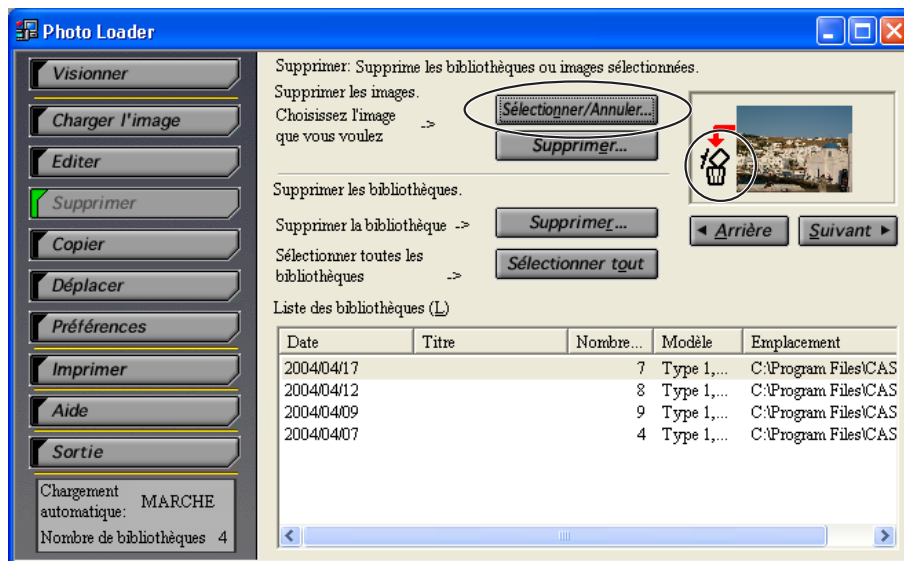 Photo Loader
Visionner
Charger l'image
Editer
Supprimer
Copier
Déplacer
Préférences
Imprimer
Aide
Sortie
Chargement automatique: MARCHE
Nombre de bibliothèques 4
Supprimer: Supprime les bibliothèques ou images sélectionnées.
Supprimer les images.
Choisissez l'image
que vous voulez ->
Sélectionner/Annuler...
Supprimer...
Supprimer les bibliothèques.
Supprimer la bibliothèque -> Supprimer...
Sélectionner toutes les
bibliothèques -> Sélectionner tout
◄ Arrière Suivant ►
Liste des bibliothèques (L)
Date Titre Nombre... Modèle Emplacement
2004/04/17 7 Type 1,... C:\Program Files\CAS
2004/04/12 8 Type 1,... C:\Program Files\CAS
2004/04/09 9 Type 1,... C:\Program Files\CAS
2004/04/07 4 Type 1,... C:\Program Files\CAS